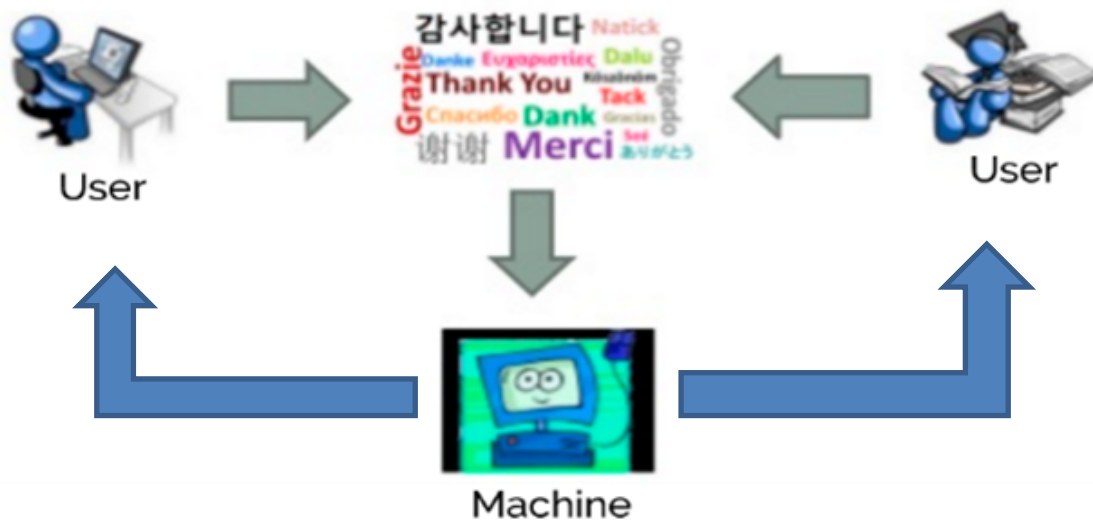 감사합니다 Natick
Grazie
Danke Ευχαριστίες Dalu
Obrigado
Thank You Köszönöm
Tack
Спасибо Dank Gracias
谢谢 Merci
ありがとう
User
User
Machine